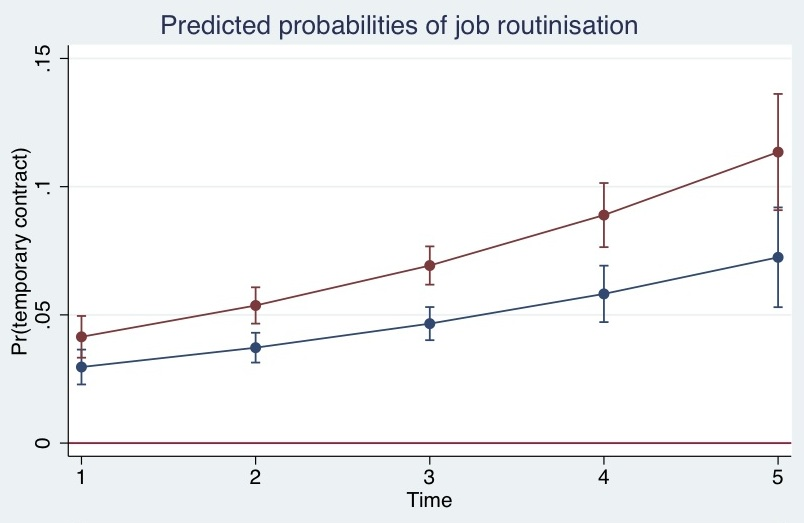 Predicted probabilities of job routinisation
Pr(temporary contract)
.15
.1
.05
0
1 2 3 4 5
Time